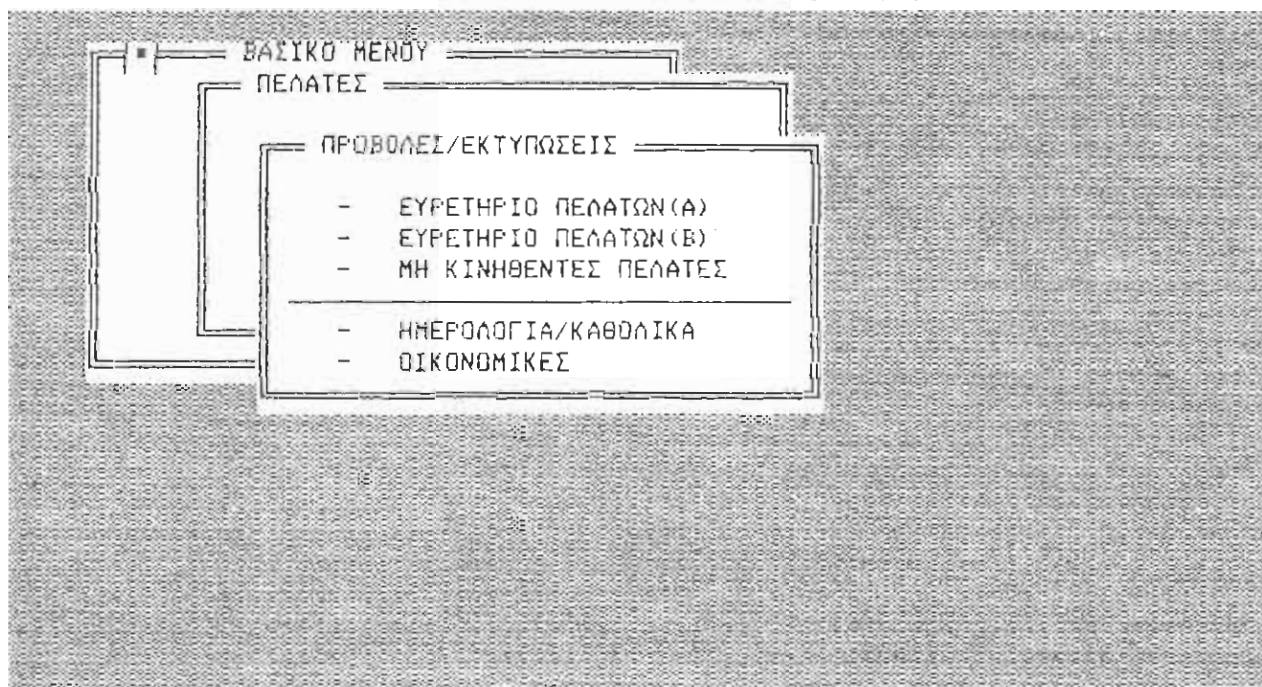 ΒΑΣΙΚΟ ΜΕΝΟΥ
ΠΕΛΑΤΕΣ
ΠΡΟΒΟΛΕΣ/ΕΚΤΥΠΩΣΕΙΣ
- ΕΥΡΕΤΗΡΙΟ ΠΕΛΑΤΩΝ(Α)
- ΕΥΡΕΤΗΡΙΟ ΠΕΛΑΤΩΝ(Β)
- ΜΗ ΚΙΝΗΘΕΝΤΕΣ ΠΕΛΑΤΕΣ
- ΗΜΕΡΟΛΟΓΙΑ/ΚΑΘΟΛΙΚΑ
- ΟΙΚΟΝΟΜΙΚΕΣ